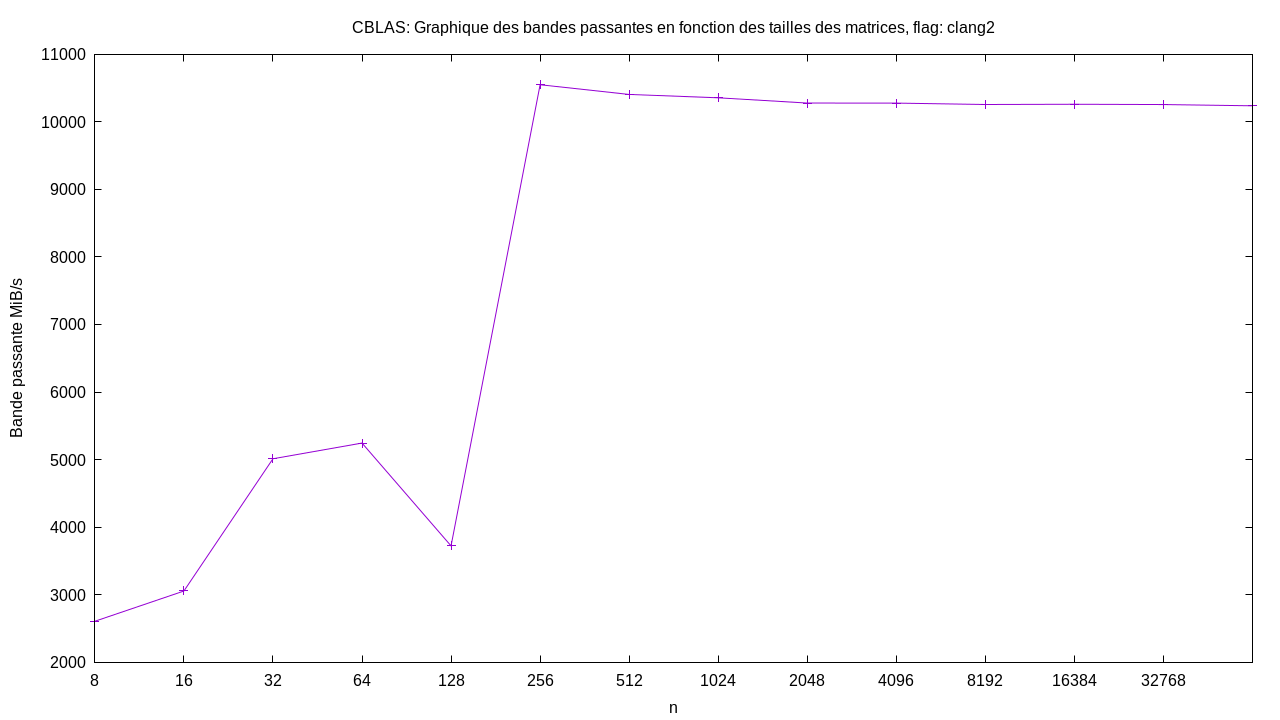 CBLAS: Graphique des bandes passantes en fonction des tailles des matrices, flag: clang2
11000
10000
9000
8000
7000
6000
5000
4000
3000
2000
Bande passante MiB/s
8 16 32 64 128 256 512 1024 2048 4096 8192 16384 32768
n